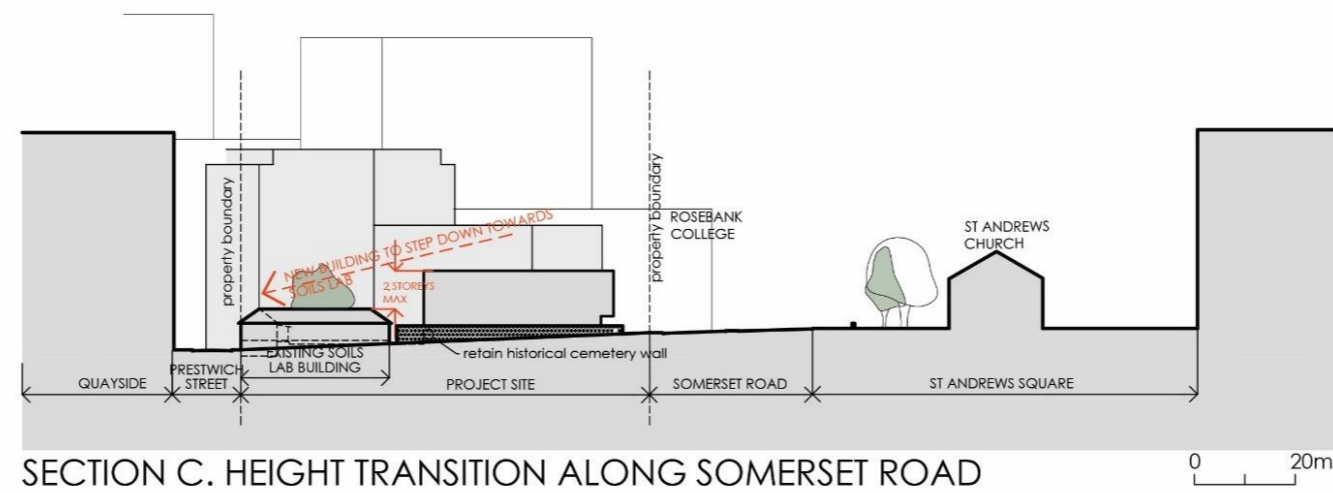 property boundary
NEW BUILDING TO STEP DOWN TOWARDS
SOILS LAB
2 STOREYS
MAX
property boundary
ROSEBANK
COLLEGE
ST ANDREWS
CHURCH
retain historical cemetery wall
EXISTING SOILS
LAB BUILDING
QUAYSIDE
PRESTWICH
STREET
PROJECT SITE
SOMERSET ROAD
ST ANDREWS SQUARE
SECTION C. HEIGHT TRANSITION ALONG SOMERSET ROAD
0 20m